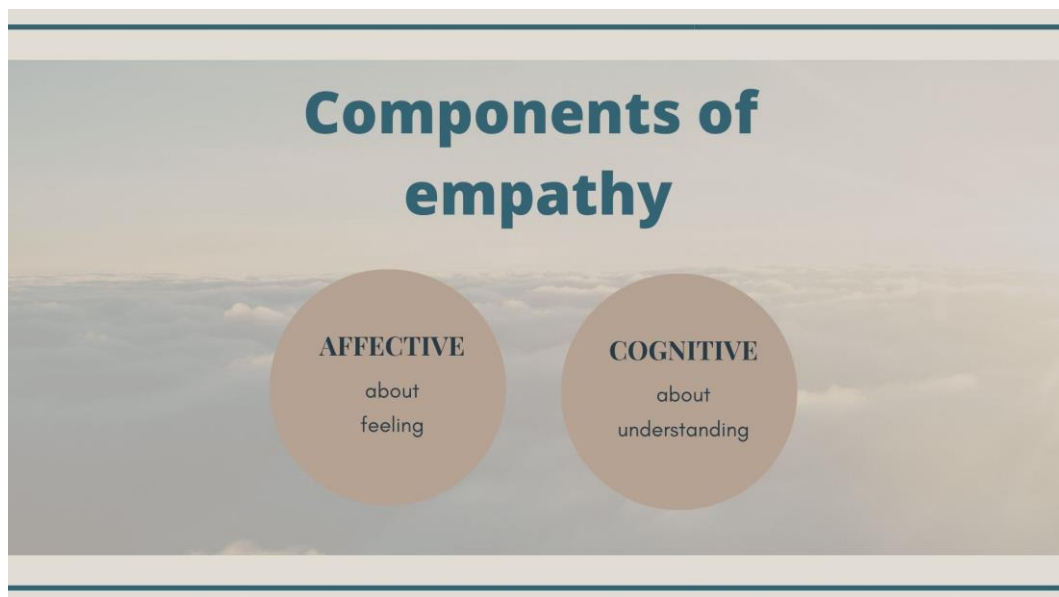 Components of
empathy
AFFECTIVE
about
feeling
COGNITIVE
about
understanding